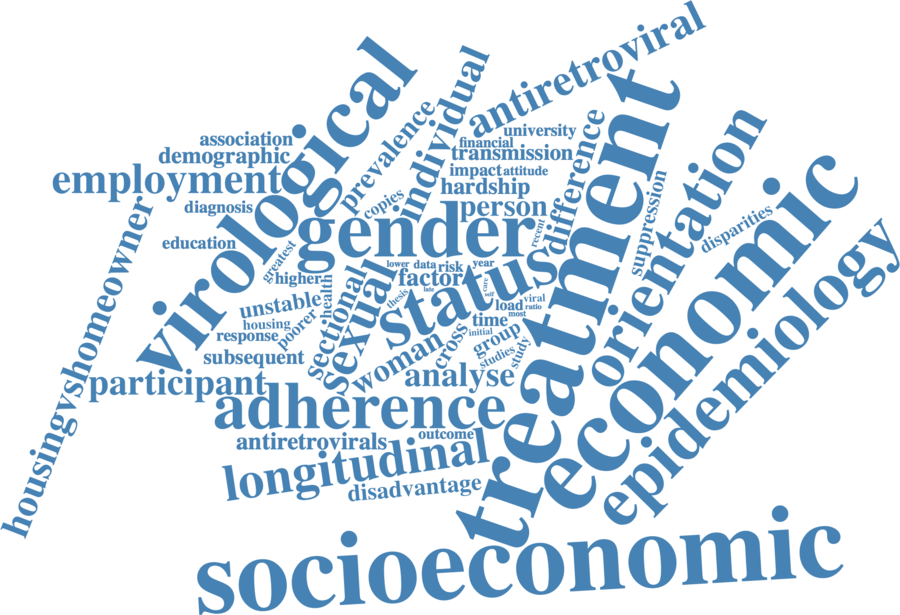 antiretroviral
virological
individual
treatment
prevalence
university
association
financial
difference
demographic
transmission
orientation
employment
impact
attitude
hardship
economic
copies
suppression
diagnosis
person
gender
disparities
recent
education
greatest
status
housingvshomeowner
lower
data
risk
year
higher
factor
health
sectional
sexual
thesis
late
care
self
epidemiology
unstable
load
viral
ratio
housing
poorer
time
most
response
initial
cross
group
subsequent
woman
studies
study
participant
analyse
adherence
antiretrovirals
outcome
longitudinal
disadvantage
socioeconomic